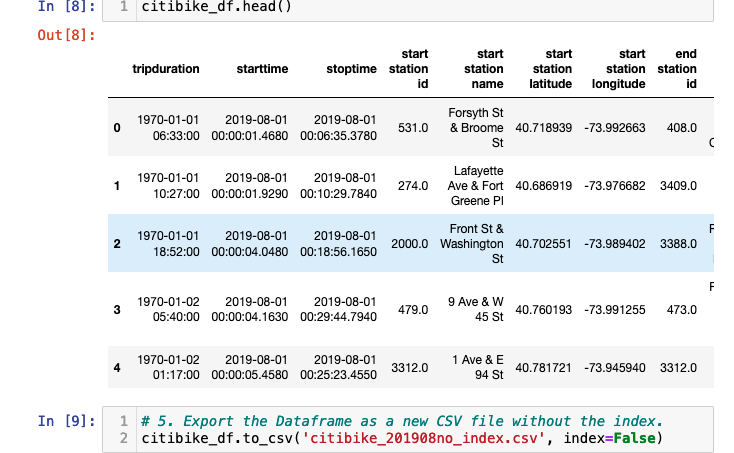 In [8]: 1 citibike_df.head()
Out[8]:
tripduration starttime stoptime start station id start station name start station latitude start station longitude end station id
0 1970-01-01 06:33:00 2019-08-01 00:00:01.4680 2019-08-01 00:06:35.3780 531.0 Forsyth St & Broome St 40.718939 -73.992663 408.0
1 1970-01-01 10:27:00 2019-08-01 00:00:01.9290 2019-08-01 00:10:29.7840 274.0 Lafayette Ave & Fort Greene Pl 40.686919 -73.976682 3409.0
2 1970-01-01 18:52:00 2019-08-01 00:00:04.0480 2019-08-01 00:18:56.1650 2000.0 Front St & Washington St 40.702551 -73.989402 3388.0
3 1970-01-02 05:40:00 2019-08-01 00:00:04.1630 2019-08-01 00:29:44.7940 479.0 9 Ave & W 45 St 40.760193 -73.991255 473.0
4 1970-01-02 01:17:00 2019-08-01 00:00:05.4580 2019-08-01 00:25:23.4550 3312.0 1 Ave & E 94 St 40.781721 -73.945940 3312.0
In [9]: 1 # 5. Export the Dataframe as a new CSV file without the index.
2 citibike_df.to_csv('citibike_201908no_index.csv', index=False)